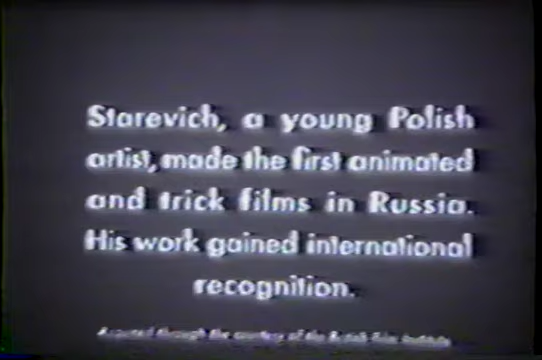 Starevich, a young Polish
artist, made the first animated
and trick films in Russia.
His work gained international
recognition.
through the courtesy of the British Film Institute